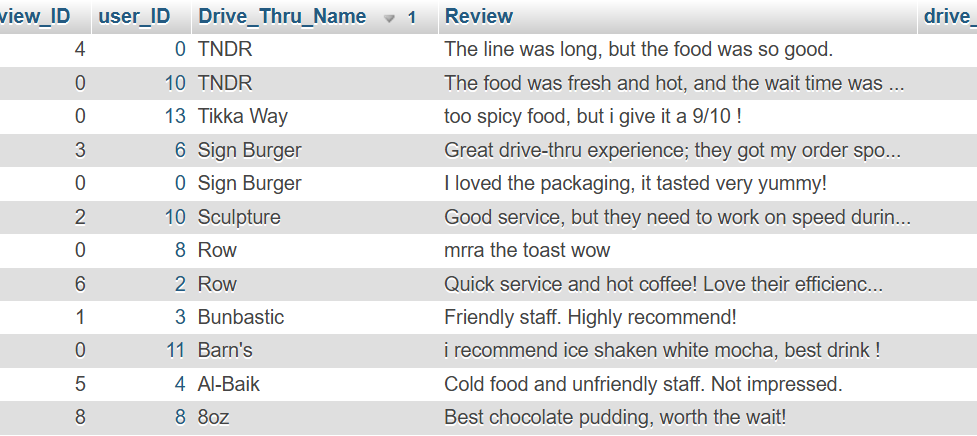 view_ID user_ID Drive_Thru_Name 1 Review drive_
4 0 TNDR The line was long, but the food was so good.
0 10 TNDR The food was fresh and hot, and the wait time was ...
0 13 Tikka Way too spicy food, but i give it a 9/10 !
3 6 Sign Burger Great drive-thru experience; they got my order spo...
0 0 Sign Burger I loved the packaging, it tasted very yummy!
2 10 Sculpture Good service, but they need to work on speed durin...
0 8 Row mrra the toast wow
6 2 Row Quick service and hot coffee! Love their efficienc...
1 3 Bunbastic Friendly staff. Highly recommend!
0 11 Barn's i recommend ice shaken white mocha, best drink !
5 4 Al-Baik Cold food and unfriendly staff. Not impressed.
8 8 8oz Best chocolate pudding, worth the wait!